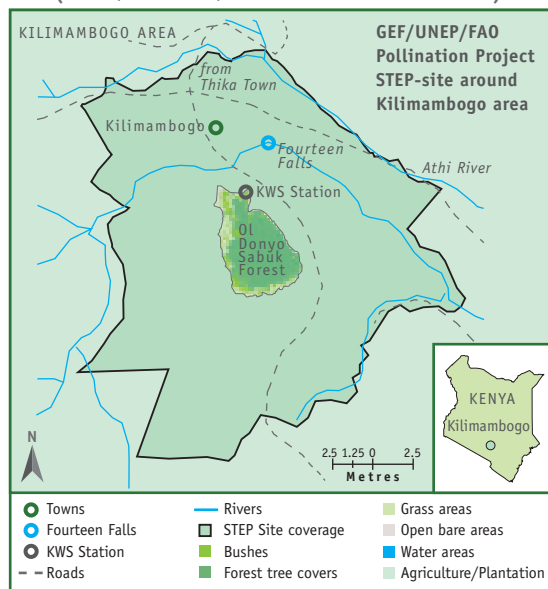 KILIMAMBOGO AREA
GEF/UNEP/FAO
Pollination Project
STEP-site around
Kilimambogo area
from
Thika Town
Kilimambogo
Fourteen
Falls
Athi River
KWS Station
Ol
Donyo
Sabuk
Forest
KENYA
Kilimambogo
N
2.5 1.25 0 2.5
Metres
Towns
Fourteen Falls
KWS Station
Roads
Rivers
STEP Site coverage
Bushes
Forest tree covers
Grass areas
Open bare areas
Water areas
Agriculture/Plantation